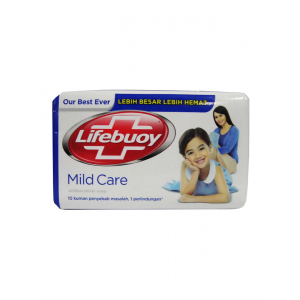 Our Best Ever
LEBIH BESAR LEBIH HEMAT
Lifebuoy
Mild Care
10 kuman penyebab masalah, 1 perlindungan*